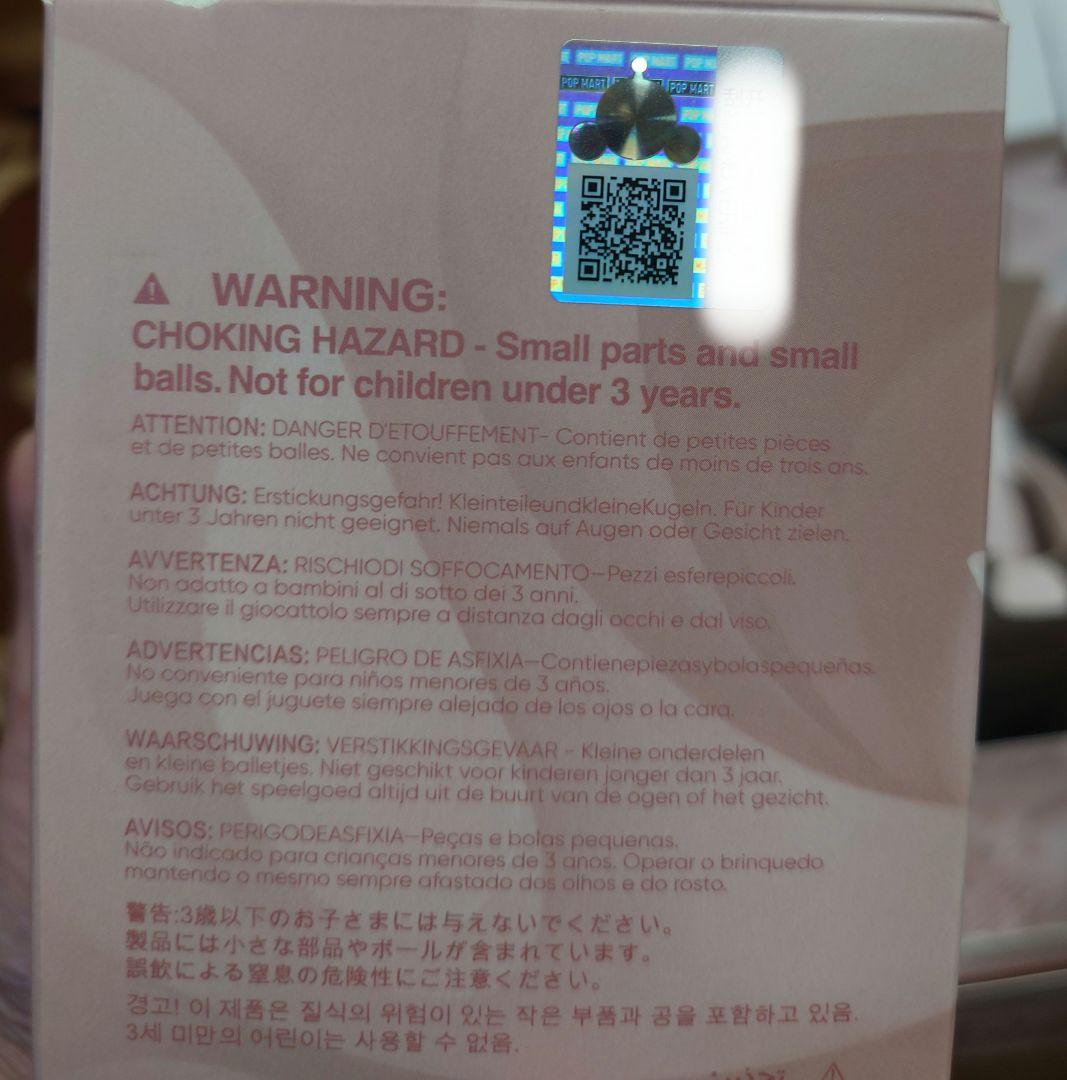 POP MART
POP MART POP MART
WARNING:
CHOKING HAZARD - Small parts and small
balls. Not for children under 3 years.
ATTENTION: DANGER D'ETOUFFEMENT- Contient de petites pièces
et de petites balles. Ne convient pas aux enfants de moins de trois ans.
ACHTUNG: Erstickungsgefahr! KleinteileundkleineKugeln. Für Kinder
unter 3 Jahren nicht geeignet. Niemals auf Augen oder Gesicht zielen.
AVVERTENZA: RISCHIODI SOFFOCAMENTO—Pezzi esferepiccoli.
Non adatto a bambini al di sotto dei 3 anni.
Utilizzare il giocattolo sempre a distanza dagli occhi e dal viso.
ADVERTENCIAS: PELIGRO DE ASFIXIA—Contienepiezasybolaspequeñas.
No conveniente para niños menores de 3 años.
Juega con el juguete siempre alejado de los ojos o la cara.
WAARSCHUWING: VERSTIKKINGSGEVAAR - Kleine onderdelen
en kleine balletjes. Niet geschikt voor kinderen jonger dan 3 jaar.
Gebruik het speelgoed altijd uit de buurt van de ogen of het gezicht.
AVISOS: PERIGODEASFIXIA—Peças e bolas pequenas.
Não indicado para crianças menores de 3 anos. Operar o brinquedo
mantendo o mesmo sempre afastado dos olhos e do rosto.
警告:3歳以下のお子さまには与えないでください。
製品には小さな部品やボールが含まれています。
誤飲による窒息の危険性にご注意ください。
경고! 이 제품은 질식의 위험이 있는 작은 부품과 공을 포함하고 있음.
3세 미만의 어린이는 사용할 수 없음.